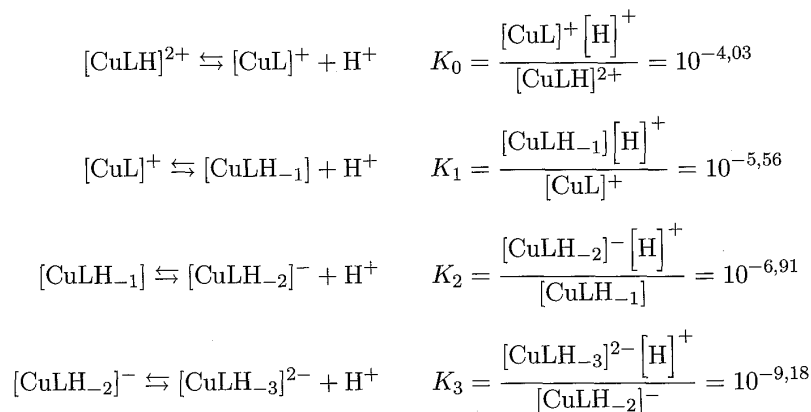 [CuLH]²⁺ ⇆ [CuL]⁺ + H⁺ K₀ = [CuL]⁺[H]⁺ / [CuLH]²⁺ = 10⁻⁴,⁰³
[CuL]⁺ ⇆ [CuLH₋₁] + H⁺ K₁ = [CuLH₋₁][H]⁺ / [CuL]⁺ = 10⁻⁵,⁵⁶
[CuLH₋₁] ⇆ [CuLH₋₂]⁻ + H⁺ K₂ = [CuLH₋₂]⁻[H]⁺ / [CuLH₋₁] = 10⁻⁶,⁹¹
[CuLH₋₂]⁻ ⇆ [CuLH₋₃]²⁻ + H⁺ K₃ = [CuLH₋₃]²⁻[H]⁺ / [CuLH₋₂]⁻ = 10⁻⁹,¹⁸